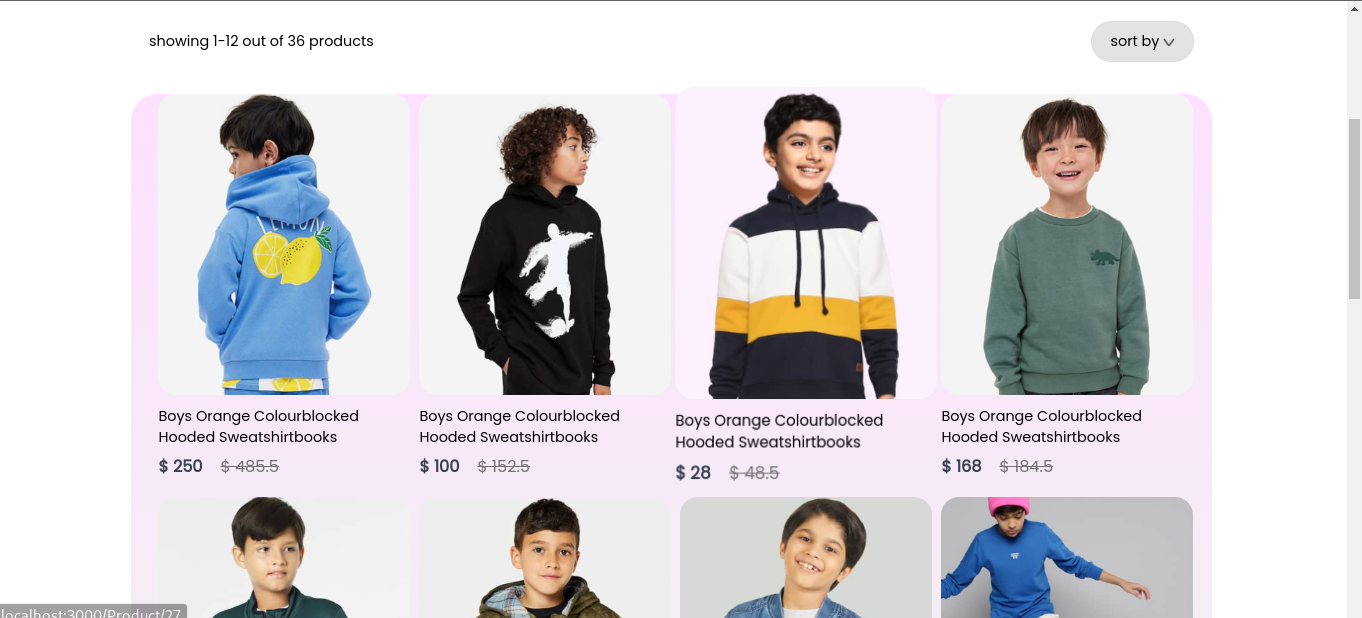 showing 1-12 out of 36 products
sort by
LEMON
Boys Orange Colourblocked
Hooded Sweatshirtbooks
$ 250 $ 485.5
Boys Orange Colourblocked
Hooded Sweatshirtbooks
$ 100 $ 152.5
Boys Orange Colourblocked
Hooded Sweatshirtbooks
$ 28 $ 48.5
Boys Orange Colourblocked
Hooded Sweatshirtbooks
$ 168 $ 184.5
localhost:3000/Product/27